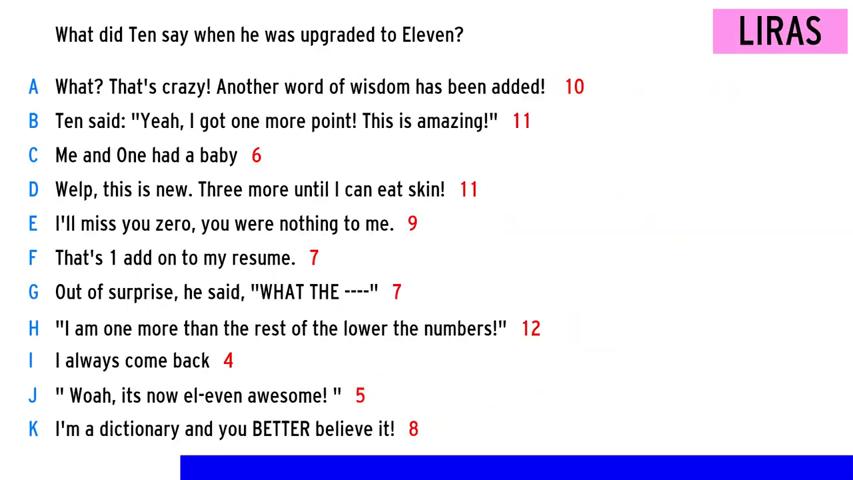 What did Ten say when he was upgraded to Eleven?
LIRAS
A What? That's crazy! Another word of wisdom has been added! 10
B Ten said: "Yeah, I got one more point! This is amazing!" 11
C Me and One had a baby 6
D Welp, this is new. Three more until I can eat skin! 11
E I'll miss you zero, you were nothing to me. 9
F That's 1 add on to my resume. 7
G Out of surprise, he said, "WHAT THE ----" 7
H "I am one more than the rest of the lower the numbers!" 12
I I always come back 4
J " Woah, its now el-even awesome! " 5
K I'm a dictionary and you BETTER believe it! 8